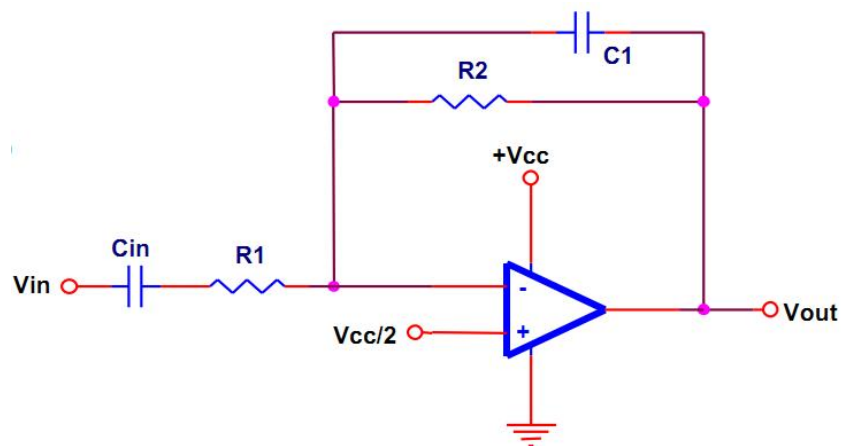 C1
R2
+Vcc
Cin
R1
Vin
-
+
Vcc/2
Vout